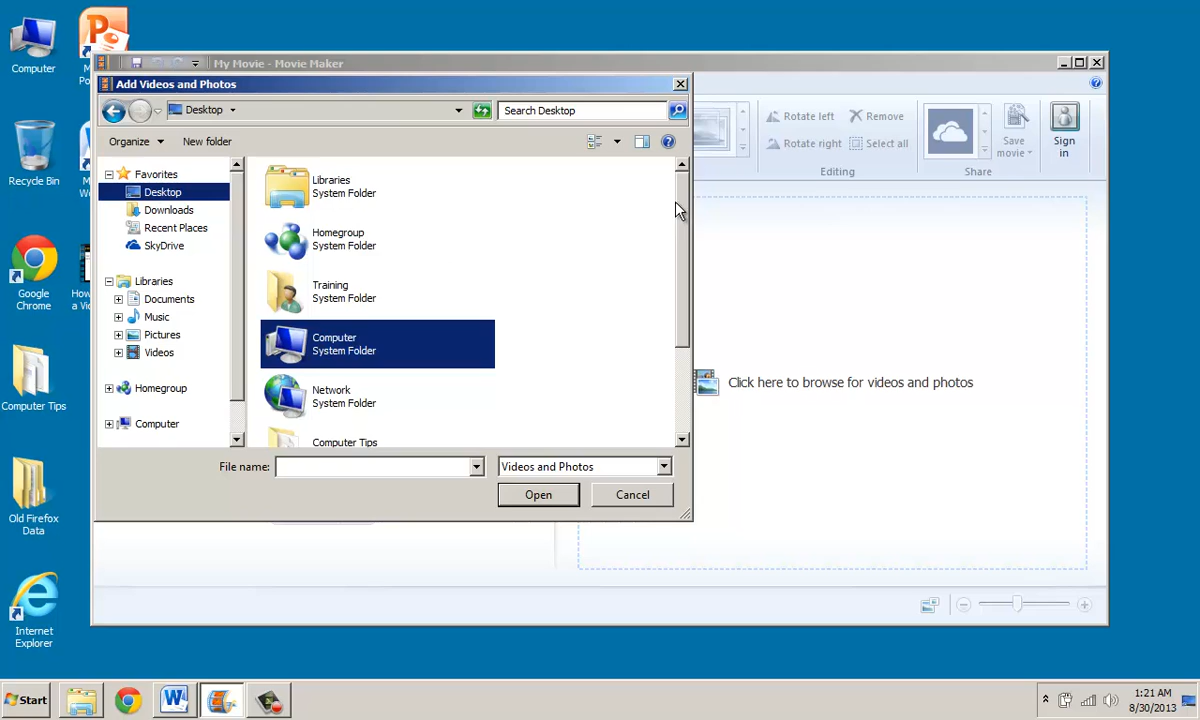 Computer
M
Po
My Movie - Movie Maker
Add Videos and Photos
Desktop
Search Desktop
Rotate left
Remove
Rotate right
Select all
Editing
Save
movie
Share
Sign
in
Organize
New folder
Favorites
Desktop
Downloads
Recent Places
SkyDrive
Libraries
Documents
Music
Pictures
Videos
Homegroup
Computer
Libraries
System Folder
Homegroup
System Folder
Training
System Folder
Computer
System Folder
Network
System Folder
Computer Tips
File name:
Videos and Photos
Open
Cancel
Click here to browse for videos and photos
Recycle Bin
M
W
Google
Chrome
How
a Vi
Computer Tips
Old Firefox
Data
Internet
Explorer
Start
1:21 AM
8/30/2013